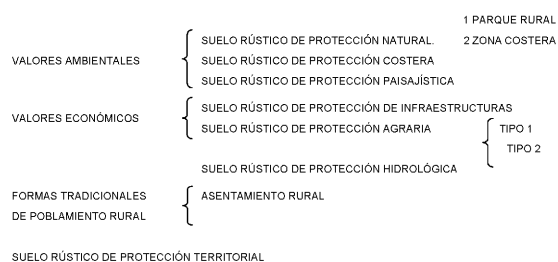 1 PARQUE RURAL
SUELO RÚSTICO DE PROTECCIÓN NATURAL. 2 ZONA COSTERA
VALORES AMBIENTALES SUELO RÚSTICO DE PROTECCIÓN COSTERA
SUELO RÚSTICO DE PROTECCIÓN PAISAJÍSTICA
SUELO RÚSTICO DE PROTECCIÓN DE INFRAESTRUCTURAS
VALORES ECONÓMICOS
SUELO RÚSTICO DE PROTECCIÓN AGRARIA TIPO 1
TIPO 2
SUELO RÚSTICO DE PROTECCIÓN HIDROLÓGICA
FORMAS TRADICIONALES ASENTAMIENTO RURAL
DE POBLAMIENTO RURAL
SUELO RÚSTICO DE PROTECCIÓN TERRITORIAL